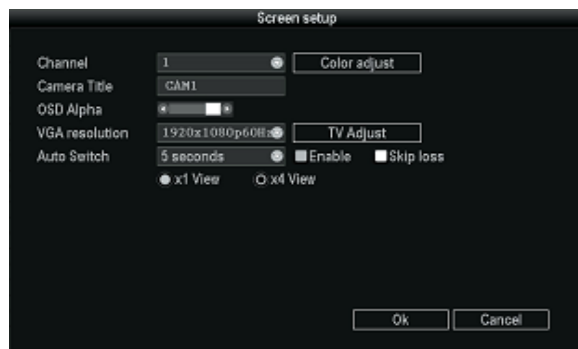 Screen setup
Channel 1 Color adjust
Camera Title CAM1
OSD Alpha
VGA resolution 1920x1080p60Hz TV Adjust
Auto Switch 5 seconds Enable Skip loss
x1 View x4 View
Ok Cancel